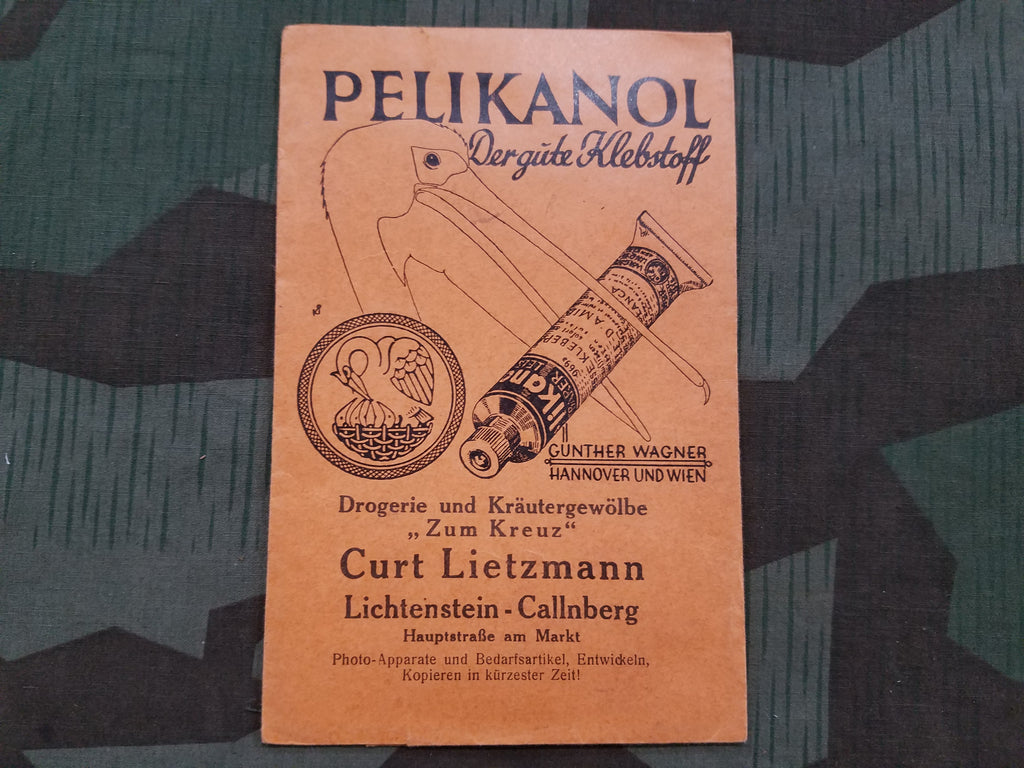 PELIKANOL
Der gute Klebstoff
GÜNTHER WAGNER
HANNOVER UND WIEN
Drogerie und Kräutergewölbe
„Zum Kreuz“
Curt Lietzmann
Lichtenstein - Callnberg
Hauptstraße am Markt
Photo-Apparate und Bedarfsartikel, Entwickeln,
Kopieren in kürzester Zeit!